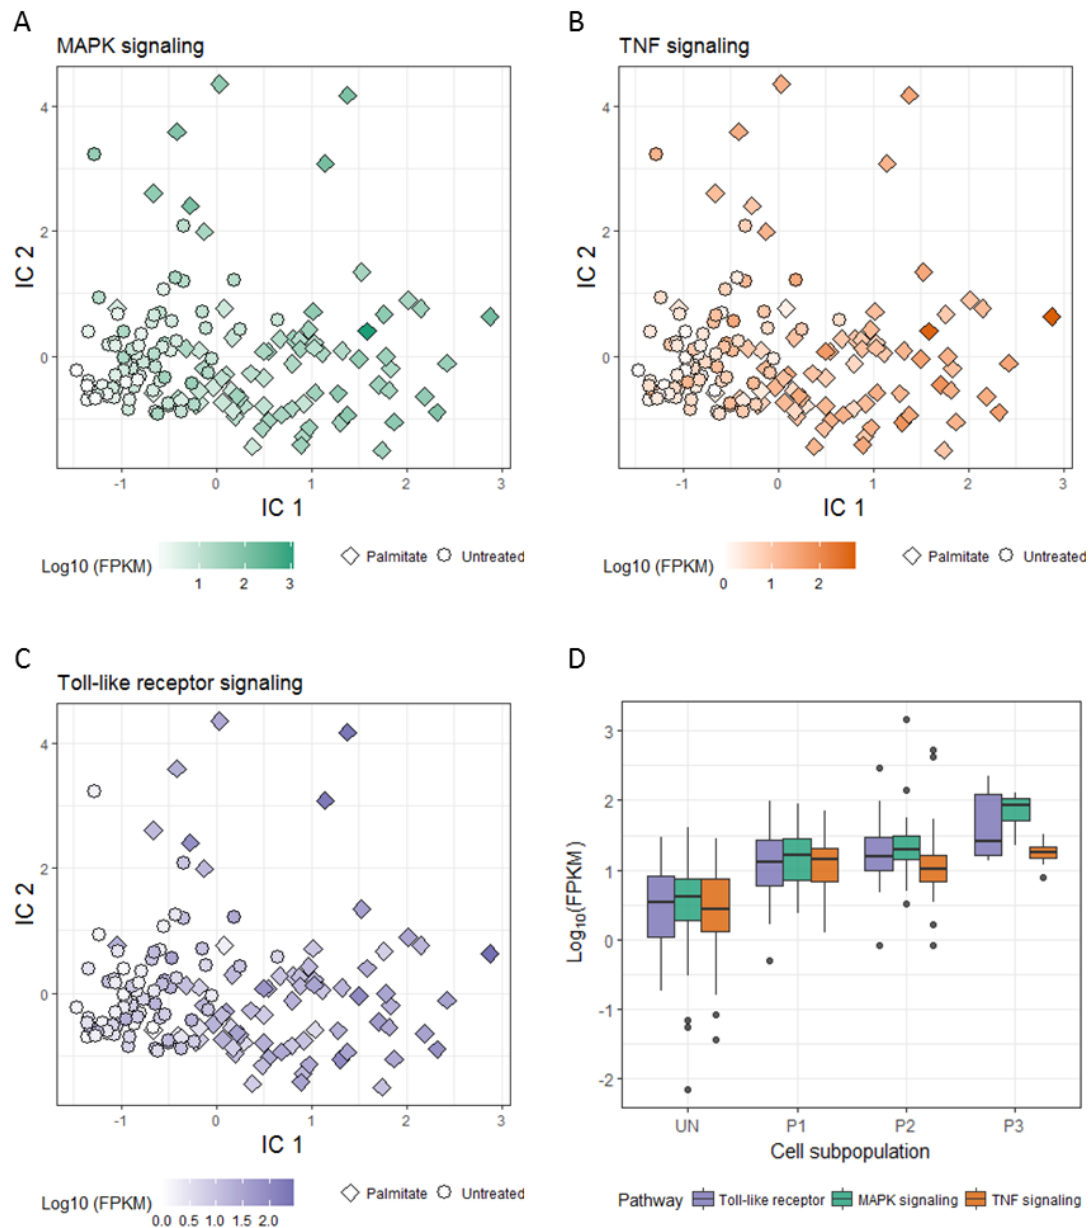 A
MAPK signaling
IC 2
4
2
0
-1 0 1 2 3
IC 1
Log10 (FPKM)
1 2 3
Palmitate Untreated
B
TNF signaling
IC 2
4
2
0
-1 0 1 2 3
IC 1
Log10 (FPKM)
0 1 2
Palmitate Untreated
C
Toll-like receptor signaling
IC 2
4
2
0
-1 0 1 2 3
IC 1
Log10 (FPKM)
0.0 0.5 1.0 1.5 2.0
Palmitate Untreated
D
Log10(FPKM)
3
2
1
0
-1
-2
UN P1 P2 P3
Cell subpopulation
Pathway Toll-like receptor MAPK signaling TNF signaling